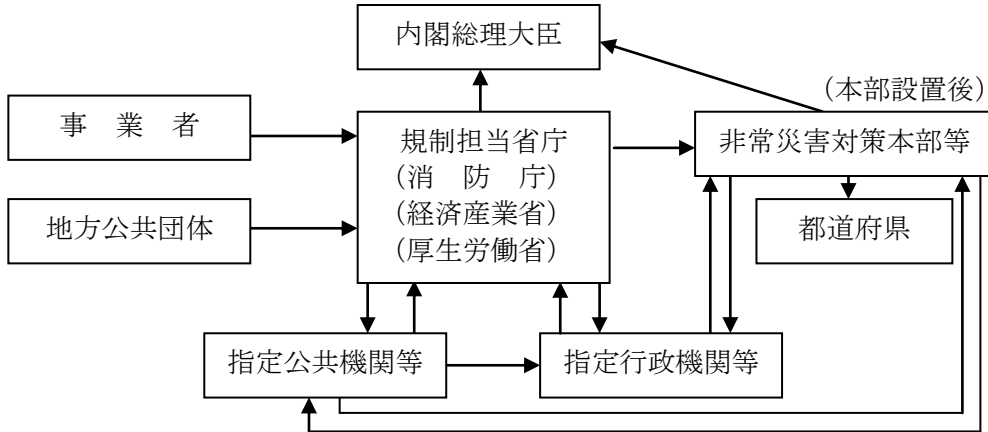 内閣総理大臣
（本部設置後）
事　業　者
規制担当省庁
（消　防　庁）
（経済産業省）
（厚生労働省）
非常災害対策本部等
地方公共団体
都道府県
指定公共機関等
指定行政機関等